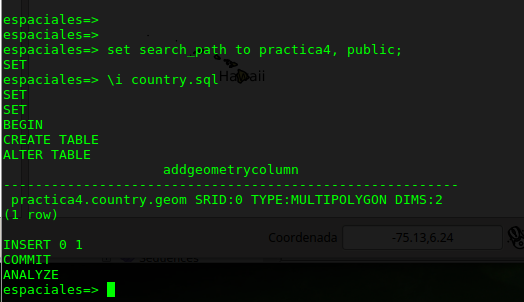 espaciales=>
espaciales=>
espaciales=> set search_path to practica4, public;
SET
espaciales=> \i country.sql
Hawaii
SET
SET
BEGIN
CREATE TABLE
ALTER TABLE
addgeometrycolumn
---------------------------------------------------------
practica4.country.geom SRID:0 TYPE:MULTIPOLYGON DIMS:2
(1 row)
Coordenada -75.13,6.24
INSERT 0 1
COMMIT
Sequences
ANALYZE
espaciales=>